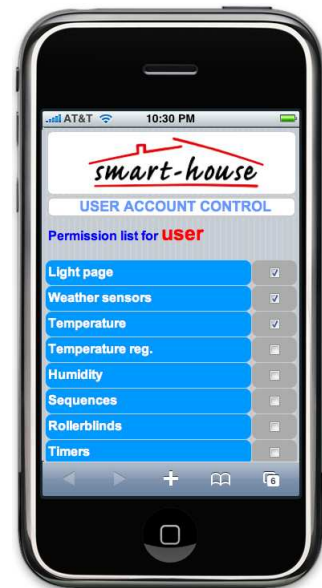 AT&T 10:30 PM
smart-house
USER ACCOUNT CONTROL
Permission list for user
Light page
Weather sensors
Temperature
Temperature reg.
Humidity
Sequences
Rollerblinds
Timers
6